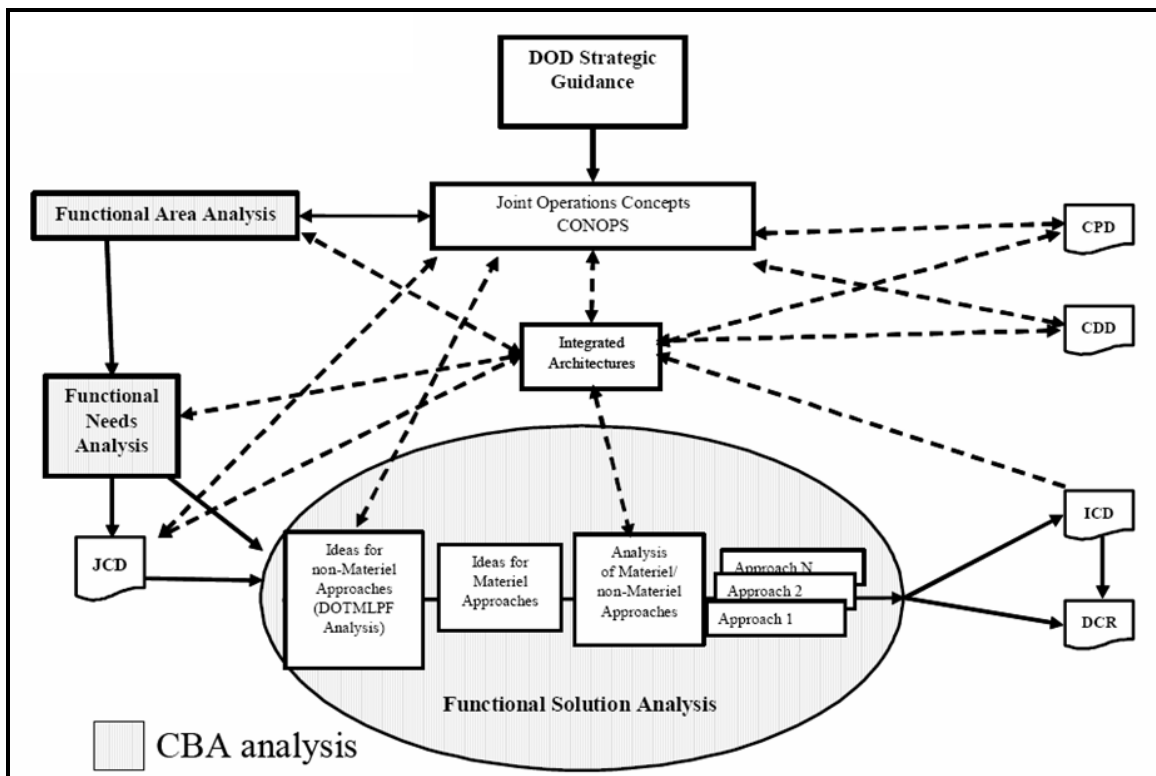 DOD Strategic
Guidance
Joint Operations Concepts
CONOPS
Functional Area Analysis
CPD
CDD
Integrated
Architectures
Functional
Needs
Analysis
JCD
Ideas for
non-Materiel
Approaches
(DOTMLPF
Analysis)
Ideas for
Materiel
Approaches
Analysis
of Materiel/
non-Materiel
Approaches
Approach N
Approach 2
Approach 1
ICD
DCR
Functional Solution Analysis
CBA analysis